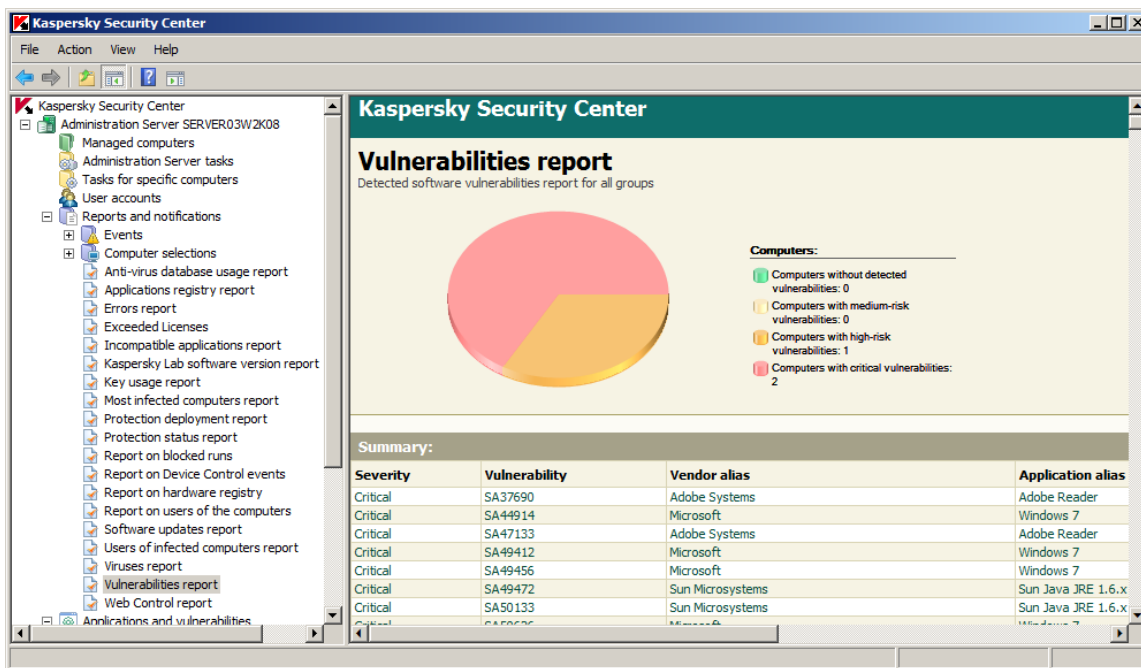 Kaspersky Security Center
File Action View Help
Kaspersky Security Center
Administration Server SERVER03W2K08
Managed computers
Administration Server tasks
Tasks for specific computers
User accounts
Reports and notifications
Events
Computer selections
Anti-virus database usage report
Applications registry report
Errors report
Exceeded Licenses
Incompatible applications report
Kaspersky Lab software version report
Key usage report
Most infected computers report
Protection deployment report
Protection status report
Report on blocked runs
Report on Device Control events
Report on hardware registry
Report on users of the computers
Software updates report
Users of infected computers report
Viruses report
Vulnerabilities report
Web Control report
Applications and vulnerabilities
Kaspersky Security Center
Vulnerabilities report
Detected software vulnerabilities report for all groups
Computers:
Computers without detected
vulnerabilities: 0
Computers with medium-risk
vulnerabilities: 0
Computers with high-risk
vulnerabilities: 1
Computers with critical vulnerabilities:
2
Summary:
Severity Vulnerability Vendor alias Application alias
Critical SA37690 Adobe Systems Adobe Reader
Critical SA44914 Microsoft Windows 7
Critical SA47133 Adobe Systems Adobe Reader
Critical SA49412 Microsoft Windows 7
Critical SA49456 Microsoft Windows 7
Critical SA49472 Sun Microsystems Sun Java JRE 1.6.x
Critical SA50133 Sun Microsystems Sun Java JRE 1.6.x
Critical Microsoft Windows 7